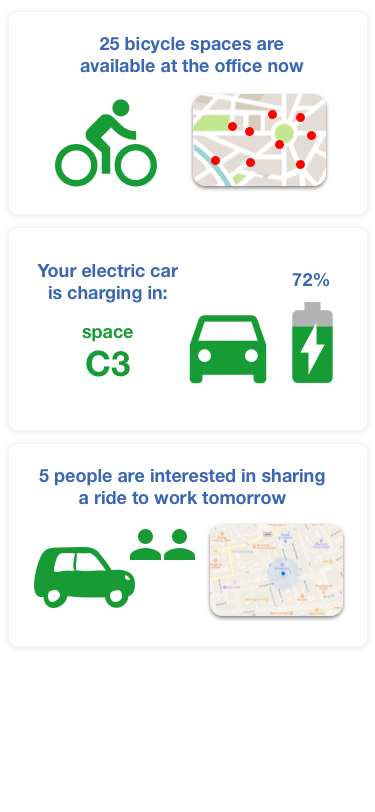 25 bicycle spaces are
available at the office now
Your electric car
is charging in:
72%
space
C3
5 people are interested in sharing
a ride to work tomorrow